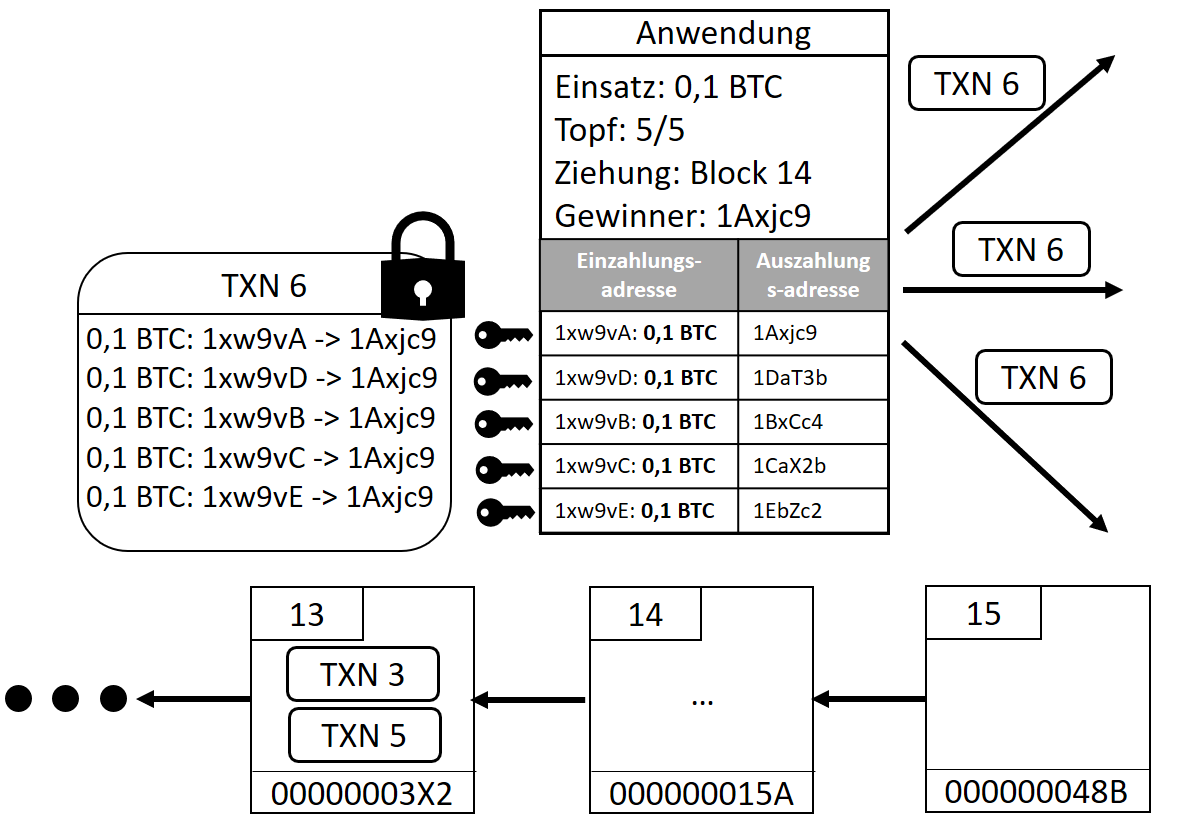 Anwendung
Einsatz: 0,1 BTC
Topf: 5/5
Ziehung: Block 14
Gewinner: 1Axjc9
Einzahlungs-
adresse
Auszahlung
s-adresse
1xw9vA: 0,1 BTC
1Axjc9
1xw9vD: 0,1 BTC
1DaT3b
1xw9vB: 0,1 BTC
1BxCc4
1xw9vC: 0,1 BTC
1CaX2b
1xw9vE: 0,1 BTC
1EbZc2
TXN 6
TXN 6
TXN 6
TXN 6
0,1 BTC: 1xw9vA -> 1Axjc9
0,1 BTC: 1xw9vD -> 1Axjc9
0,1 BTC: 1xw9vB -> 1Axjc9
0,1 BTC: 1xw9vC -> 1Axjc9
0,1 BTC: 1xw9vE -> 1Axjc9
13
TXN 3
TXN 5
00000003X2
14
...
000000015A
15
000000048B